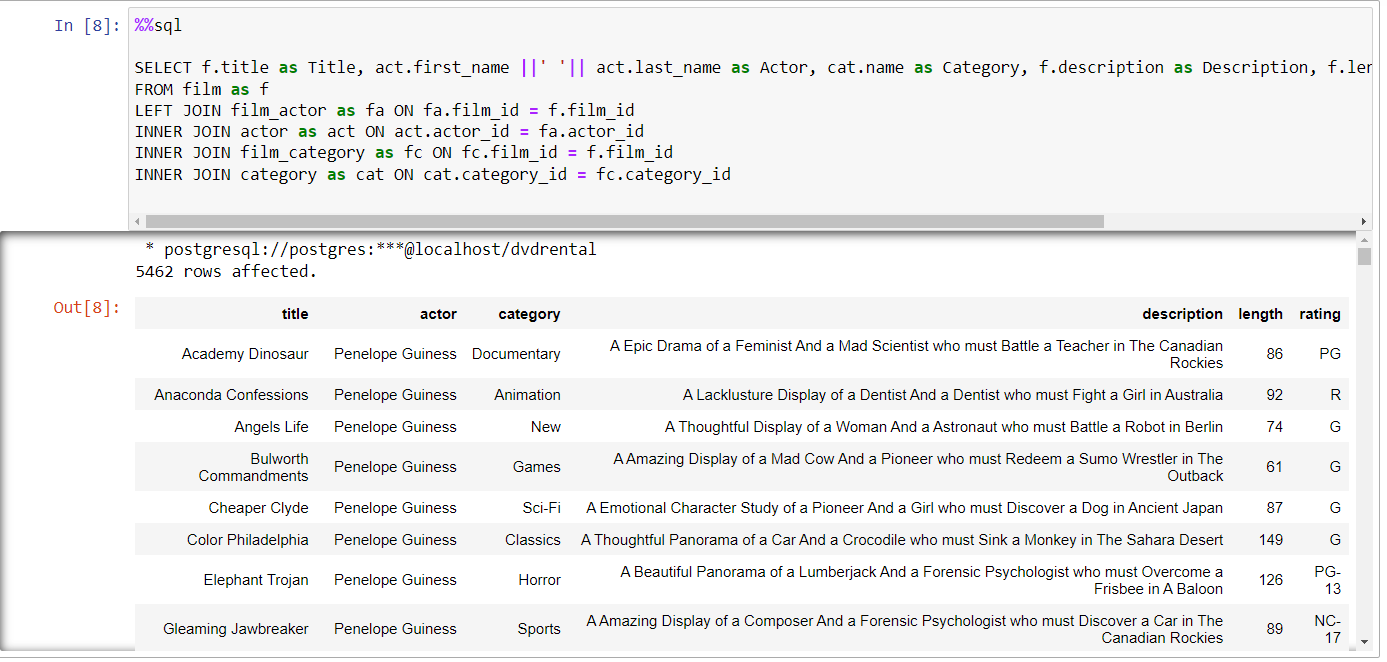 In [8]: %%sql
SELECT f.title as Title, act.first_name ||' '|| act.last_name as Actor, cat.name as Category, f.description as Description, f.ler
FROM film as f
LEFT JOIN film_actor as fa ON fa.film_id = f.film_id
INNER JOIN actor as act ON act.actor_id = fa.actor_id
INNER JOIN film_category as fc ON fc.film_id = f.film_id
INNER JOIN category as cat ON cat.category_id = fc.category_id
* postgresql://postgres:***@localhost/dvdrental
5462 rows affected.
Out[8]:
title actor category description length rating
Academy Dinosaur Penelope Guiness Documentary A Epic Drama of a Feminist And a Mad Scientist who must Battle a Teacher in The Canadian
Rockies 86 PG
Anaconda Confessions Penelope Guiness Animation A Lacklusture Display of a Dentist And a Dentist who must Fight a Girl in Australia 92 R
Angels Life Penelope Guiness New A Thoughtful Display of a Woman And a Astronaut who must Battle a Robot in Berlin 74 G
Bulworth
Commandments Penelope Guiness Games A Amazing Display of a Mad Cow And a Pioneer who must Redeem a Sumo Wrestler in The
Outback 61 G
Cheaper Clyde Penelope Guiness Sci-Fi A Emotional Character Study of a Pioneer And a Girl who must Discover a Dog in Ancient Japan 87 G
Color Philadelphia Penelope Guiness Classics A Thoughtful Panorama of a Car And a Crocodile who must Sink a Monkey in The Sahara Desert 149 G
Elephant Trojan Penelope Guiness Horror A Beautiful Panorama of a Lumberjack And a Forensic Psychologist who must Overcome a
Frisbee in A Baloon 126 PG-
13
Gleaming Jawbreaker Penelope Guiness Sports A Amazing Display of a Composer And a Forensic Psychologist who must Discover a Car in The
Canadian Rockies 89 NC-
17